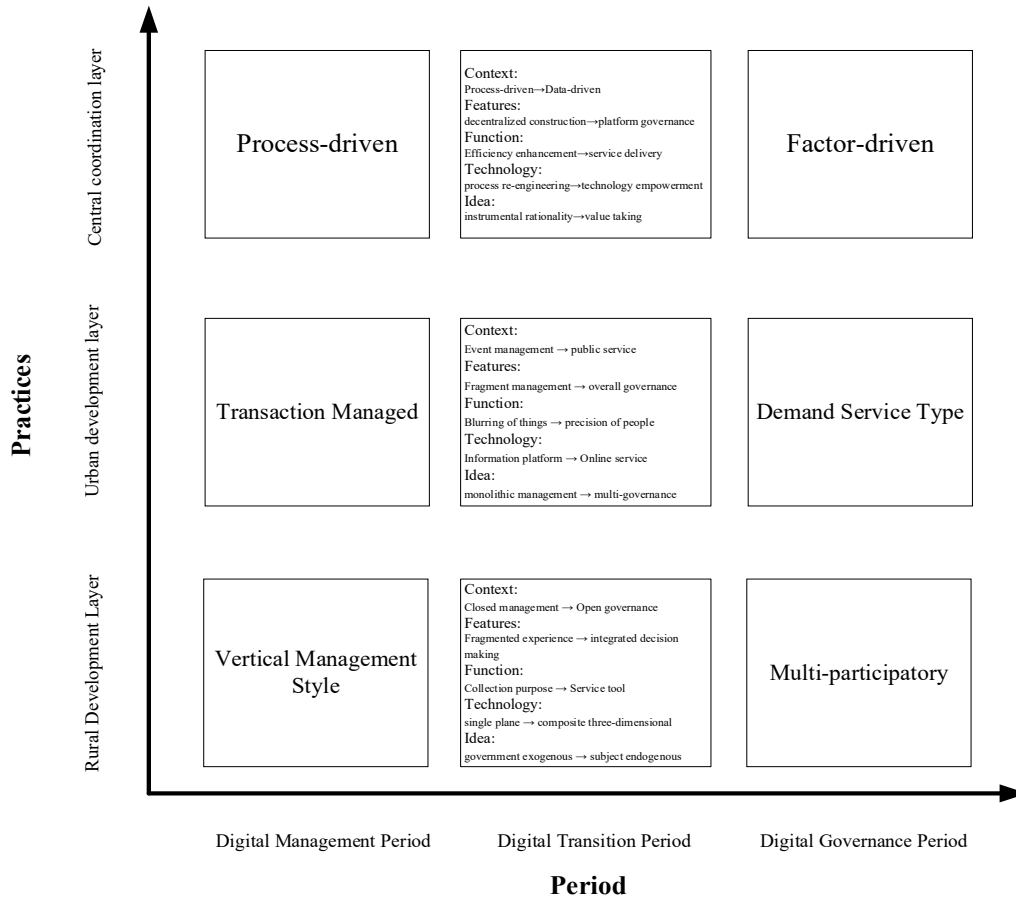 Practices
Central coordination layer
Process-driven
Context:
Process-driven→Data-driven
Features:
decentralized construction→platform governance
Function:
Efficiency enhancement→service delivery
Technology:
process re-engineering→technology empowerment
Idea:
instrumental rationality→value taking
Factor-driven
Urban development layer
Transaction Managed
Context:
Event management → public service
Features:
Fragment management → overall governance
Function:
Blurring of things → precision of people
Technology:
Information platform → Online service
Idea:
monolithic management → multi-governance
Demand Service Type
Rural Development Layer
Vertical Management
Style
Context:
Closed management → Open governance
Features:
Fragmented experience → integrated decision
making
Function:
Collection purpose → Service tool
Technology:
single plane → composite three-dimensional
Idea:
government exogenous → subject endogenous
Multi-participatory
Digital Management Period
Digital Transition Period
Digital Governance Period
Period